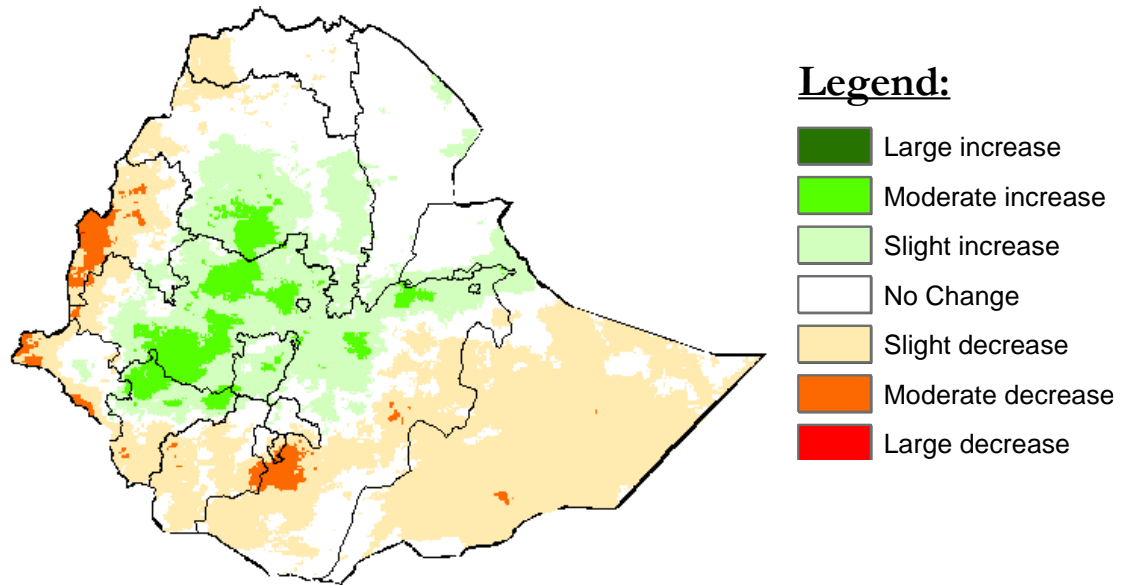 Legend:
Large increase
Moderate increase
Slight increase
No Change
Slight decrease
Moderate decrease
Large decrease